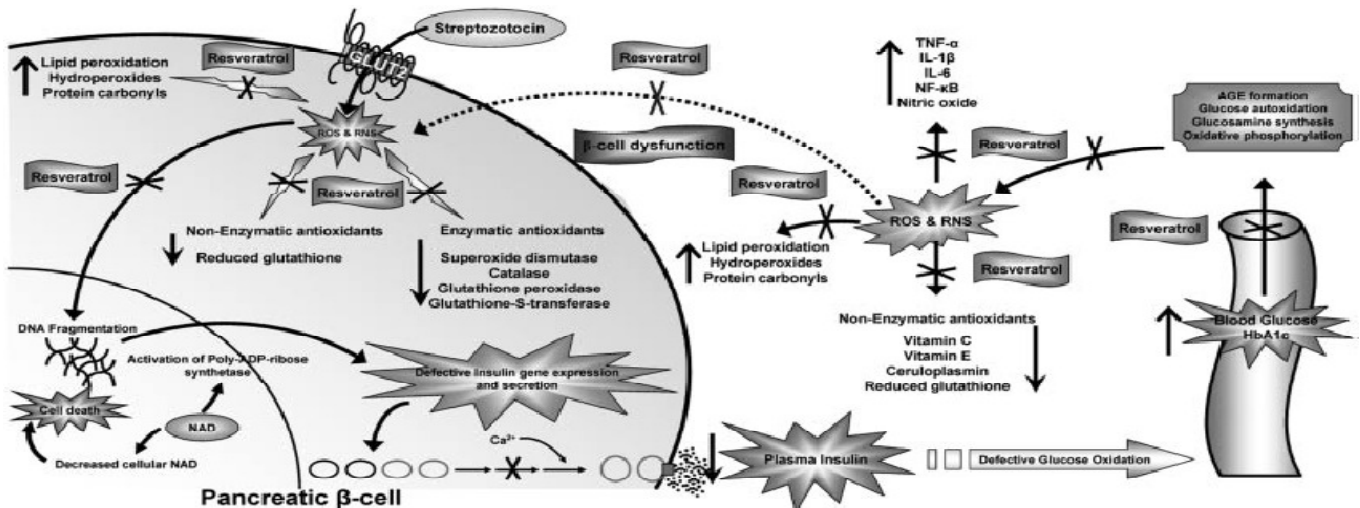 Streptozotocin
GLUT2
Resveratrol
Lipid peroxidation
Hydroperoxides
Protein carbonyls
ROS & RNS
Resveratrol
Resveratrol
Non-Enzymatic antioxidants
Reduced glutathione
Enzymatic antioxidants
Superoxide dismutase
Catalase
Glutathione peroxidase
Glutathione-S-transferase
DNA Fragmentation
Activation of Poly-ADP-ribose
synthetase
Cell death
NAD
Decreased cellular NAD
Defective Insulin gene expression
and secretion
Ca²⁺
Pancreatic β-cell
Resveratrol
β-cell dysfunction
Resveratrol
Lipid peroxidation
Hydroperoxides
Protein carbonyls
TNF-α
IL-1β
IL-6
NF-κB
Nitric oxide
Resveratrol
ROS & RNS
Resveratrol
Non-Enzymatic antioxidants
Vitamin C
Vitamin E
Ceruloplasmin
Reduced glutathione
AGE formation
Glucose autoxidation
Glucosamine synthesis
Oxidative phosphorylation
Resveratrol
Blood Glucose
HbA1c
Plasma Insulin
Defective Glucose Oxidation